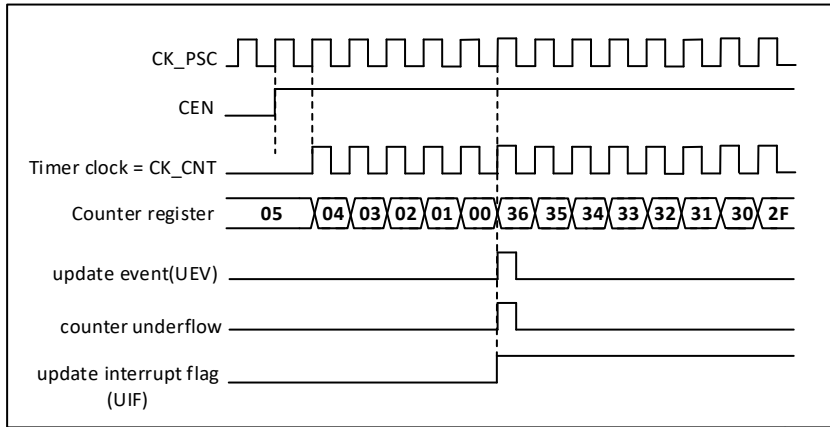 CK_PSC
CEN
Timer clock = CK_CNT
Counter register 05 04 03 02 01 00 36 35 34 33 32 31 30 2F
update event(UEV)
counter underflow
update interrupt flag
(UIF)